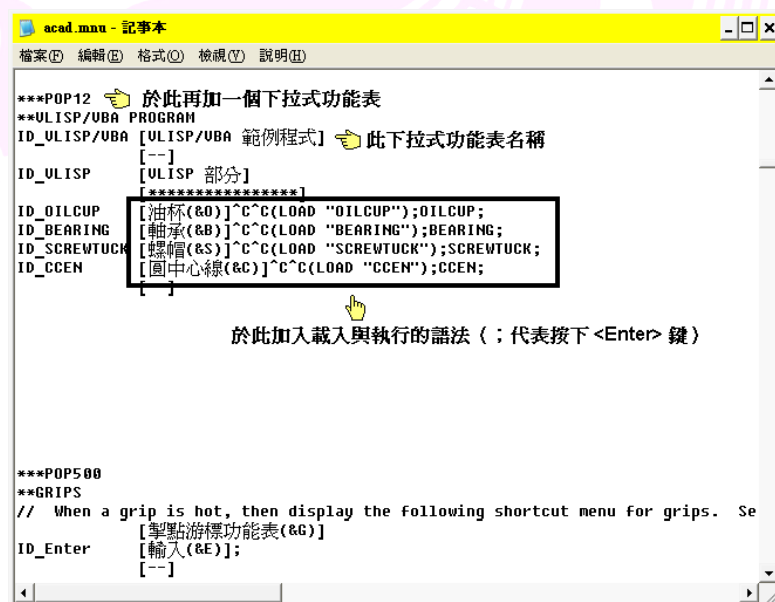 acad.mnu - 記事本
檔案(F) 編輯(E) 格式(O) 檢視(V) 說明(H)
***POP12 於此再加一個下拉式功能表
**VLISP/VBA PROGRAM
ID_VLISP/VBA [VLISP/VBA 範例程式] 此下拉式功能表名稱
[--]
ID_VLISP [VLISP 部分]
[****************]
ID_OILCUP [油杯(&O)]^C^C(LOAD "OILCUP");OILCUP;
ID_BEARING [軸承(&B)]^C^C(LOAD "BEARING");BEARING;
ID_SCREWTUCK [螺帽(&S)]^C^C(LOAD "SCREWTUCK");SCREWTUCK;
ID_CCEN [圓中心線(&C)]^C^C(LOAD "CCEN");CCEN;
[--]
於此加入載入與執行的語法（；代表按下<Enter>鍵）
***POP500
**GRIPS
// When a grip is hot, then display the following shortcut menu for grips. Se
[掣點游標功能表(&G)]
ID_Enter [輸入(&E)];
[--]